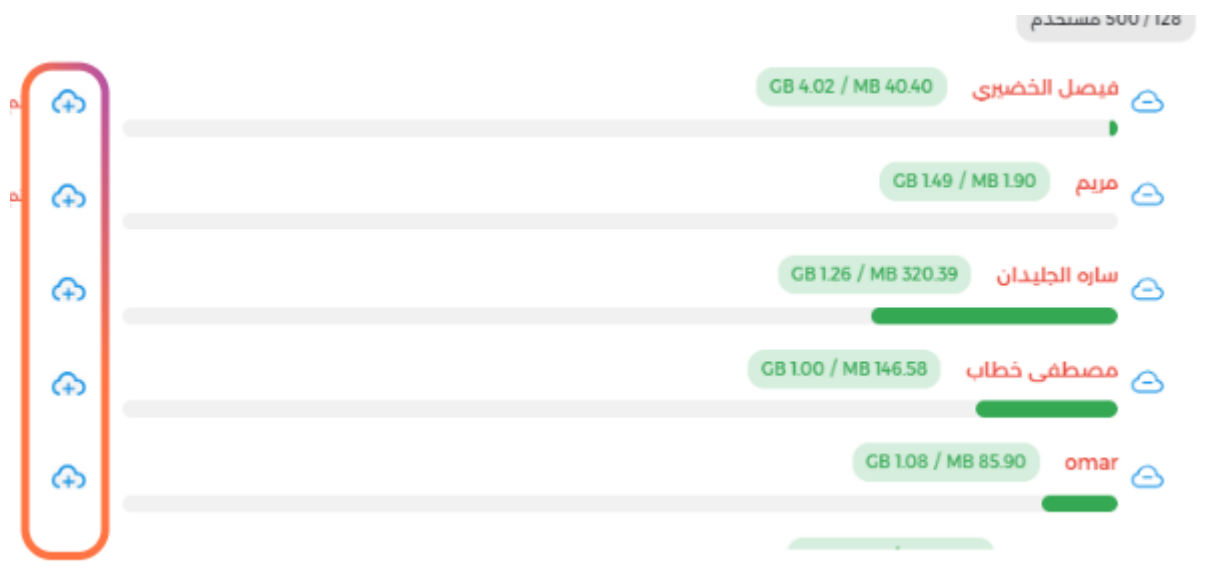 128 / 500 مستخدم
فيصل الخضيري GB 4.02 / MB 40.40
مريم GB 1.49 / MB 1.90
ساره الجليدان GB 1.26 / MB 320.39
مصطفى خطاب GB 1.00 / MB 146.58
omar GB 1.08 / MB 85.90